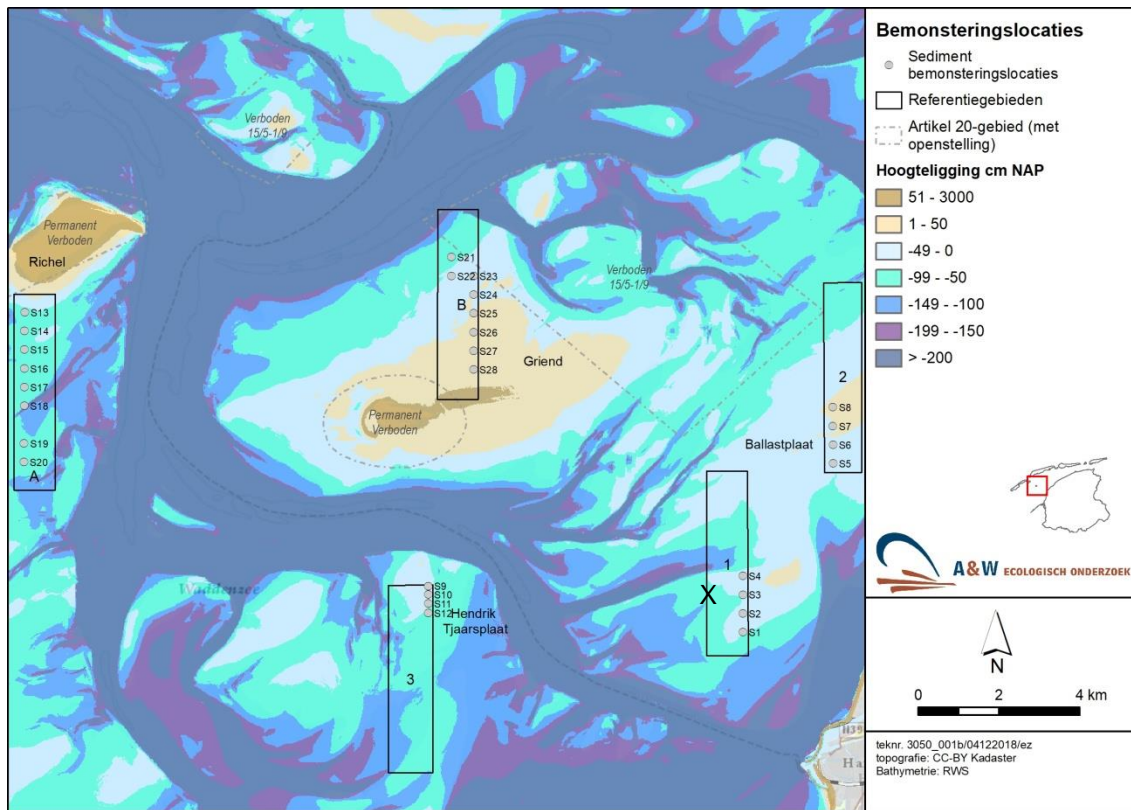 Verboden
15/5-1/9
Permanent
Verboden
Richel
S13
S14
S15
S16
S17
S18
S19
S20
A
S21
S22
S23
S24
B
S25
S26
S27
S28
Griend
Verboden
15/5-1/9
Permanent
Verboden
2
S8
S7
S6
S5
Ballastplaat
1
S4
S3
S2
S1
X
Waddenzee
S9
S10
S11
S12
Hendrik
Tjaarsplaat
3
Bemonsteringslocaties
Sediment
bemonsteringslocaties
Referentiegebieden
Artikel 20-gebied (met
openstelling)
Hoogteligging cm NAP
51 - 3000
1 - 50
-49 - 0
-99 - -50
-149 - -100
-199 - -150
> -200
A&W ECOLOGISCH ONDERZOEK
N
0 2 4 km
teknr. 3050_001b/04122018/ez
topografie: CC-BY Kadaster
Bathymetrie: RWS